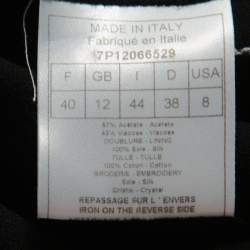 MADE IN ITALY
Fabriqué en Italie
7P12066529
F GB I D USA
40 12 44 38 8
57% Acetate - Acetate
43% Viscose - Viscose
DOUBLURE - LINING
100% Soie - Silk
TULLE - TULLE
100% Coton - Cotton
BRODERIE - EMBROIDERY
Soie - Silk
Cristal - Crystal
REPASSAGE SUR L' ENVERS
IRON ON THE REVERSE SIDE